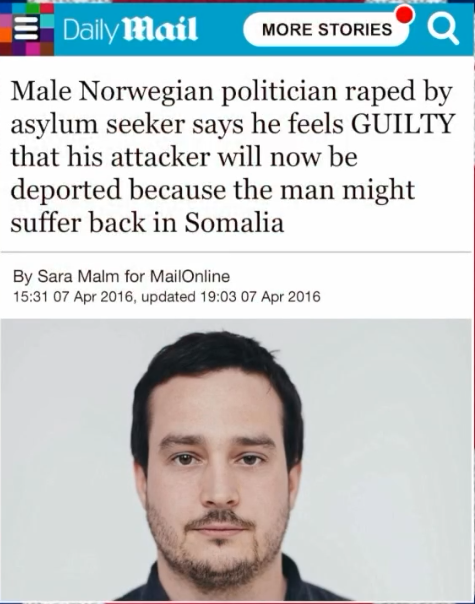 Daily Mail
MORE STORIES
Male Norwegian politician raped by
asylum seeker says he feels GUILTY
that his attacker will now be
deported because the man might
suffer back in Somalia
By Sara Malm for MailOnline
15:31 07 Apr 2016, updated 19:03 07 Apr 2016